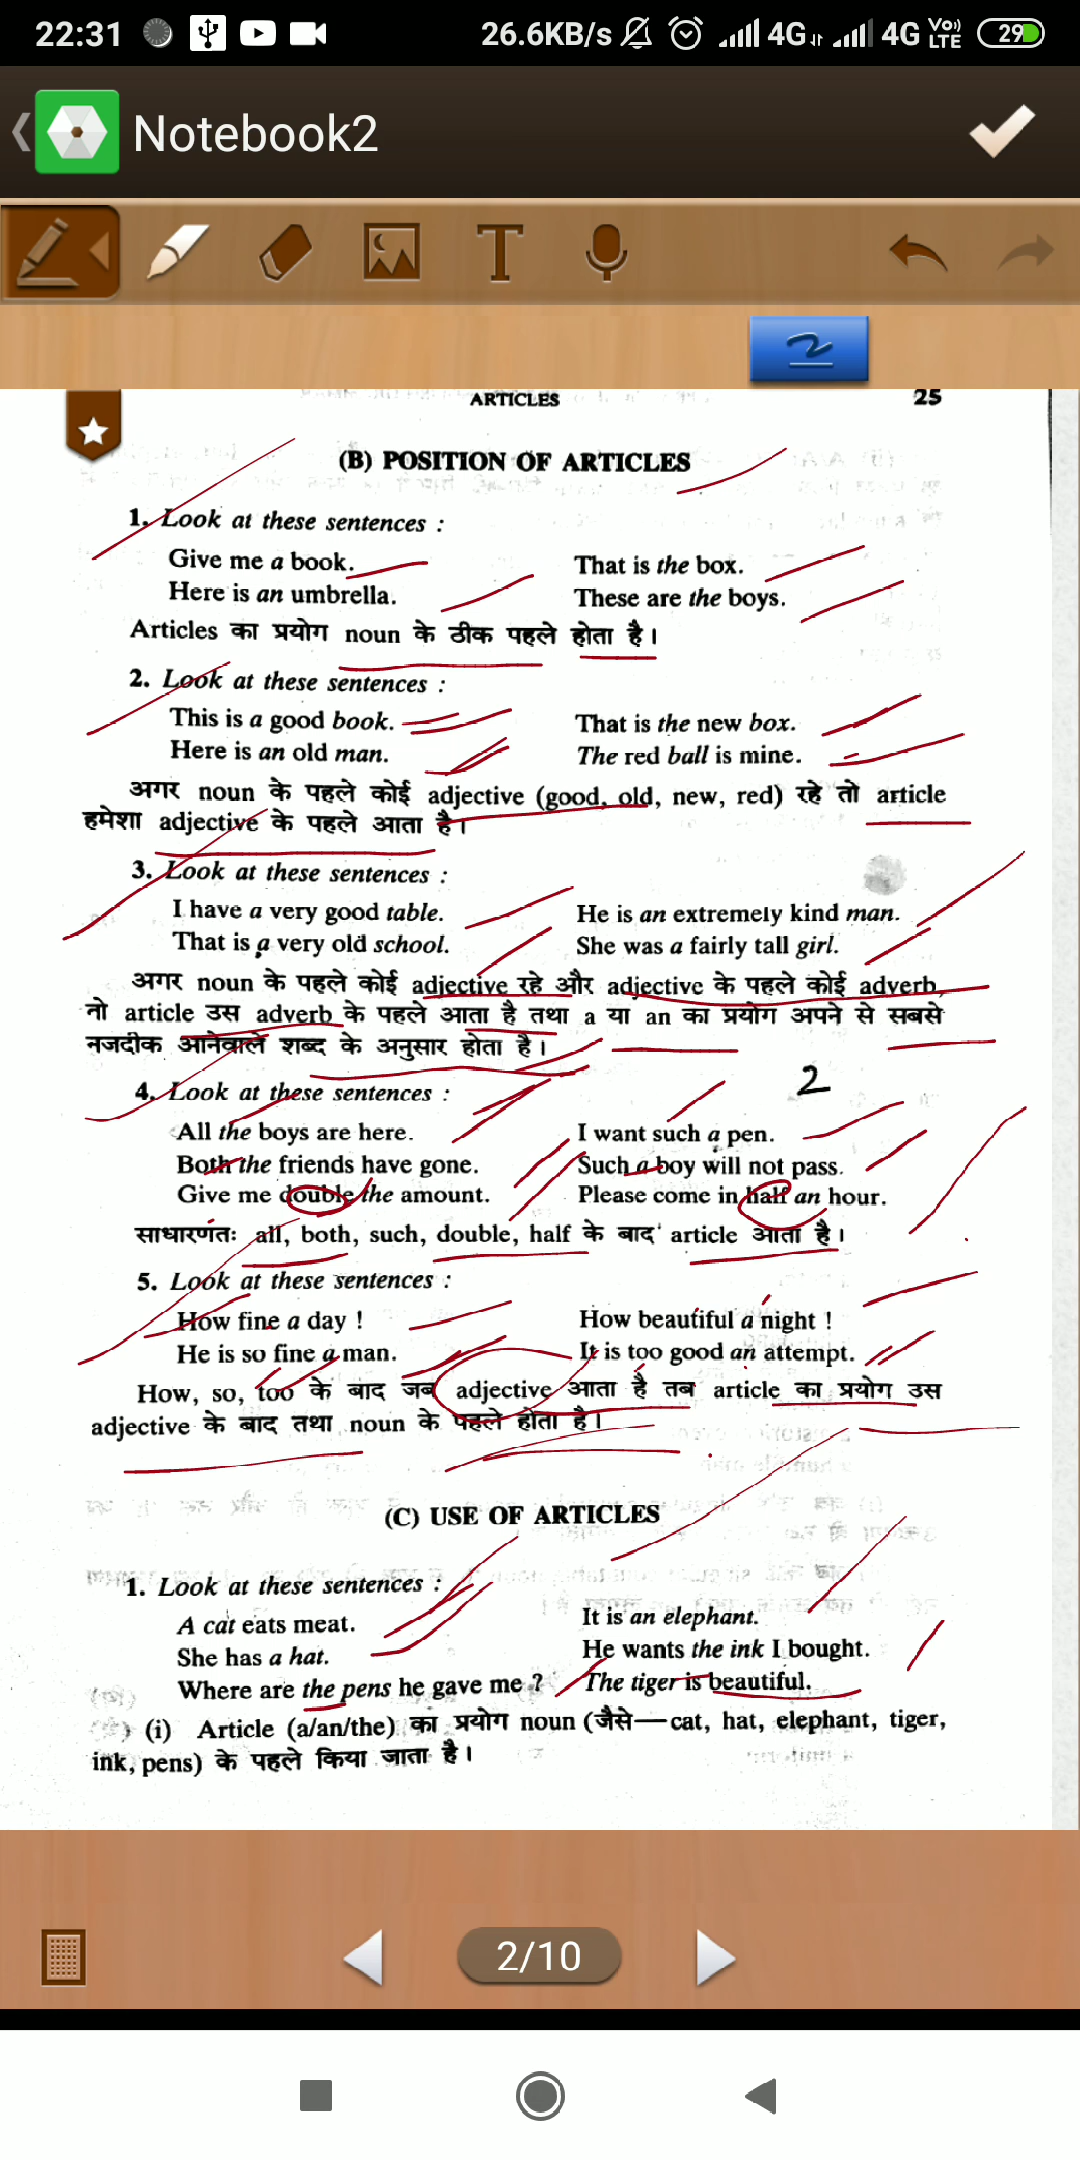 22:31 26.6KB/s 4G 4G Vo)) LTE 29
Notebook2
T
2
ARTICLES 25
(B) POSITION OF ARTICLES
1. Look at these sentences :
Give me a book. That is the box.
Here is an umbrella. These are the boys.
Articles का प्रयोग noun के ठीक पहले होता है।
2. Look at these sentences :
This is a good book. That is the new box.
Here is an old man. The red ball is mine.
अगर noun के पहले कोई adjective (good, old, new, red) रहे तो article
हमेशा adjective के पहले आता है।
3. Look at these sentences :
I have a very good table. He is an extremely kind man.
That is a very old school. She was a fairly tall girl.
अगर noun के पहले कोई adjective रहे और adjective के पहले कोई adverb,
तो article उस adverb के पहले आता है तथा a या an का प्रयोग अपने से सबसे
नजदीक आनेवाले शब्द के अनुसार होता है।
2
4. Look at these sentences :
All the boys are here. I want such a pen.
Both the friends have gone. Such a boy will not pass.
Give me double the amount. Please come in half an hour.
साधारणतः all, both, such, double, half के बाद article आता है।
5. Look at these sentences :
How fine a day ! How beautiful a night !
He is so fine a man. It is too good an attempt.
How, so, too के बाद जब adjective आता है तब article का प्रयोग उस
adjective के बाद तथा noun के पहले होता है।
(C) USE OF ARTICLES
1. Look at these sentences :
A cat eats meat. It is an elephant.
She has a hat. He wants the ink I bought.
Where are the pens he gave me ? The tiger is beautiful.
(i) Article (a/an/the) का प्रयोग noun (जैसे—cat, hat, elephant, tiger,
ink, pens) के पहले किया जाता है।
2/10